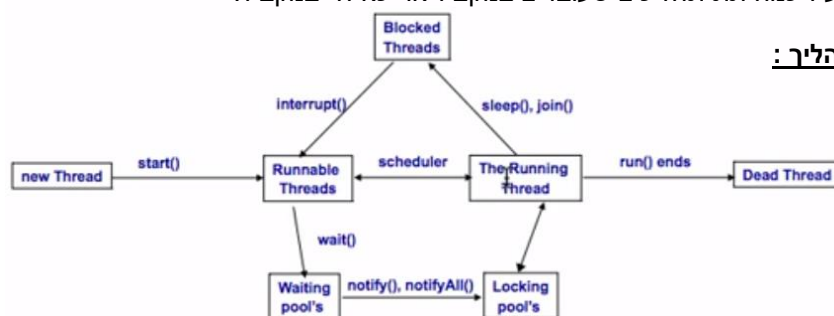 הליך :
Blocked
Threads
interrupt()
sleep(), join()
new Thread
start()
Runnable
Threads
scheduler
The Running
Thread
run() ends
Dead Thread
wait()
Waiting
pool's
notify(), notifyAll()
Locking
pool's